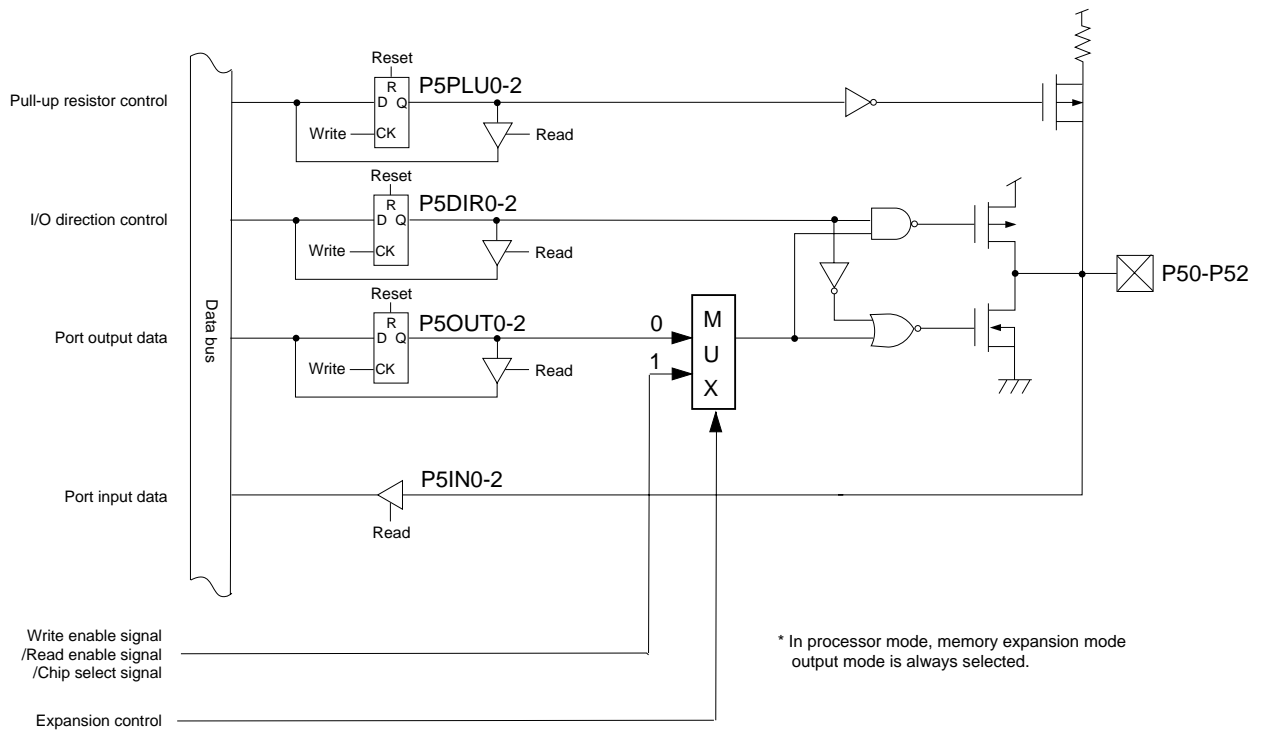 Reset
Pull-up resistor control
R
P5PLU0-2
D Q
Write
CK
Read
Reset
I/O direction control
R
P5DIR0-2
D Q
Write
CK
Read
P50-P52
Data bus
Reset
Port output data
R
P5OUT0-2
D Q
Write
CK
Read
0
1
M
U
X
Port input data
P5IN0-2
Read
Write enable signal
/Read enable signal
/Chip select signal
* In processor mode, memory expansion mode
output mode is always selected.
Expansion control